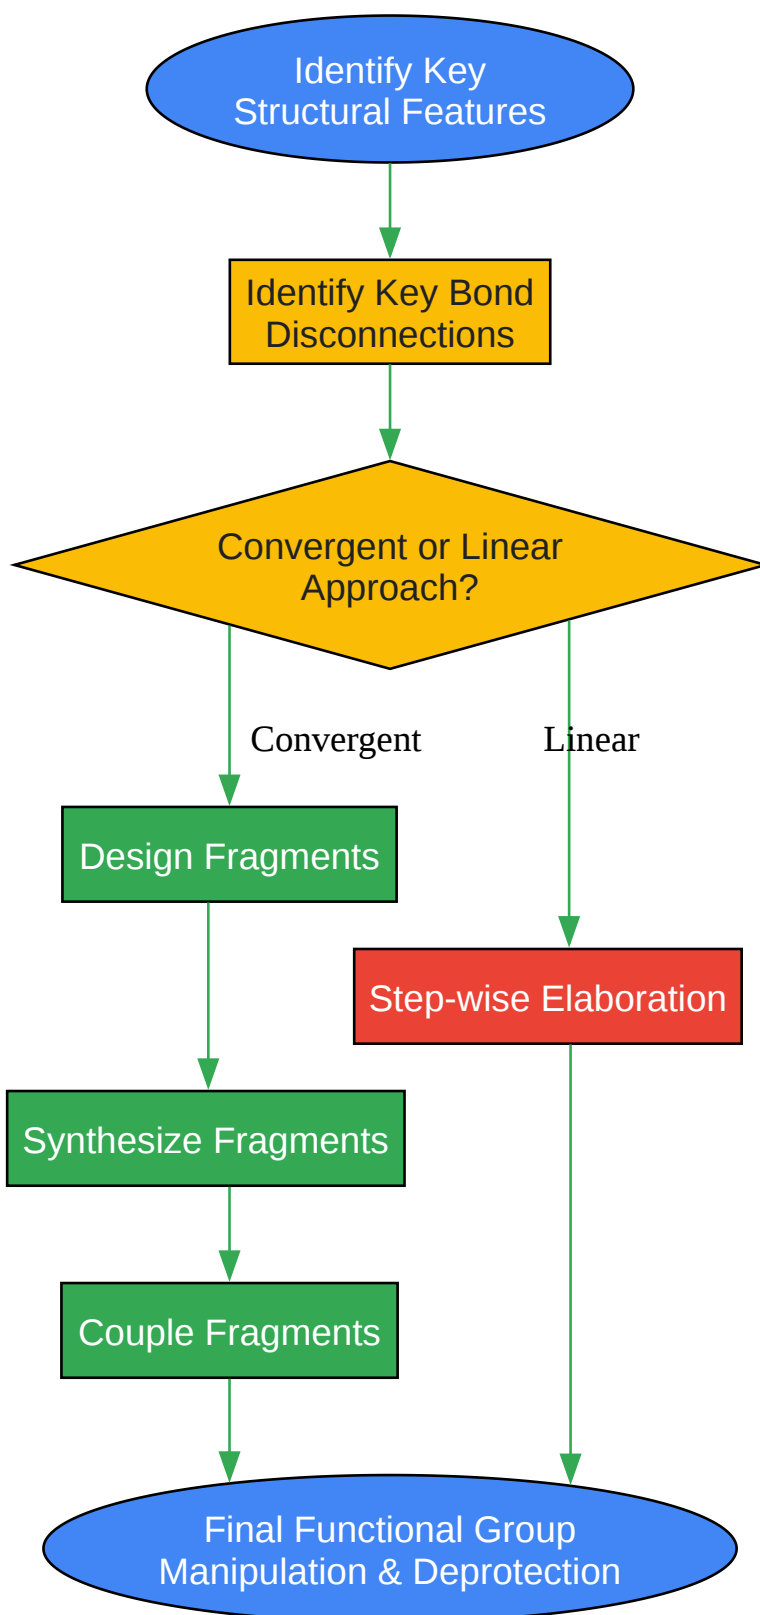 Identify Key
Structural Features
Identify Key Bond
Disconnections
Convergent or Linear
Approach?
Convergent
Linear
Design Fragments
Step-wise Elaboration
Synthesize Fragments
Couple Fragments
Final Functional Group
Manipulation & Deprotection